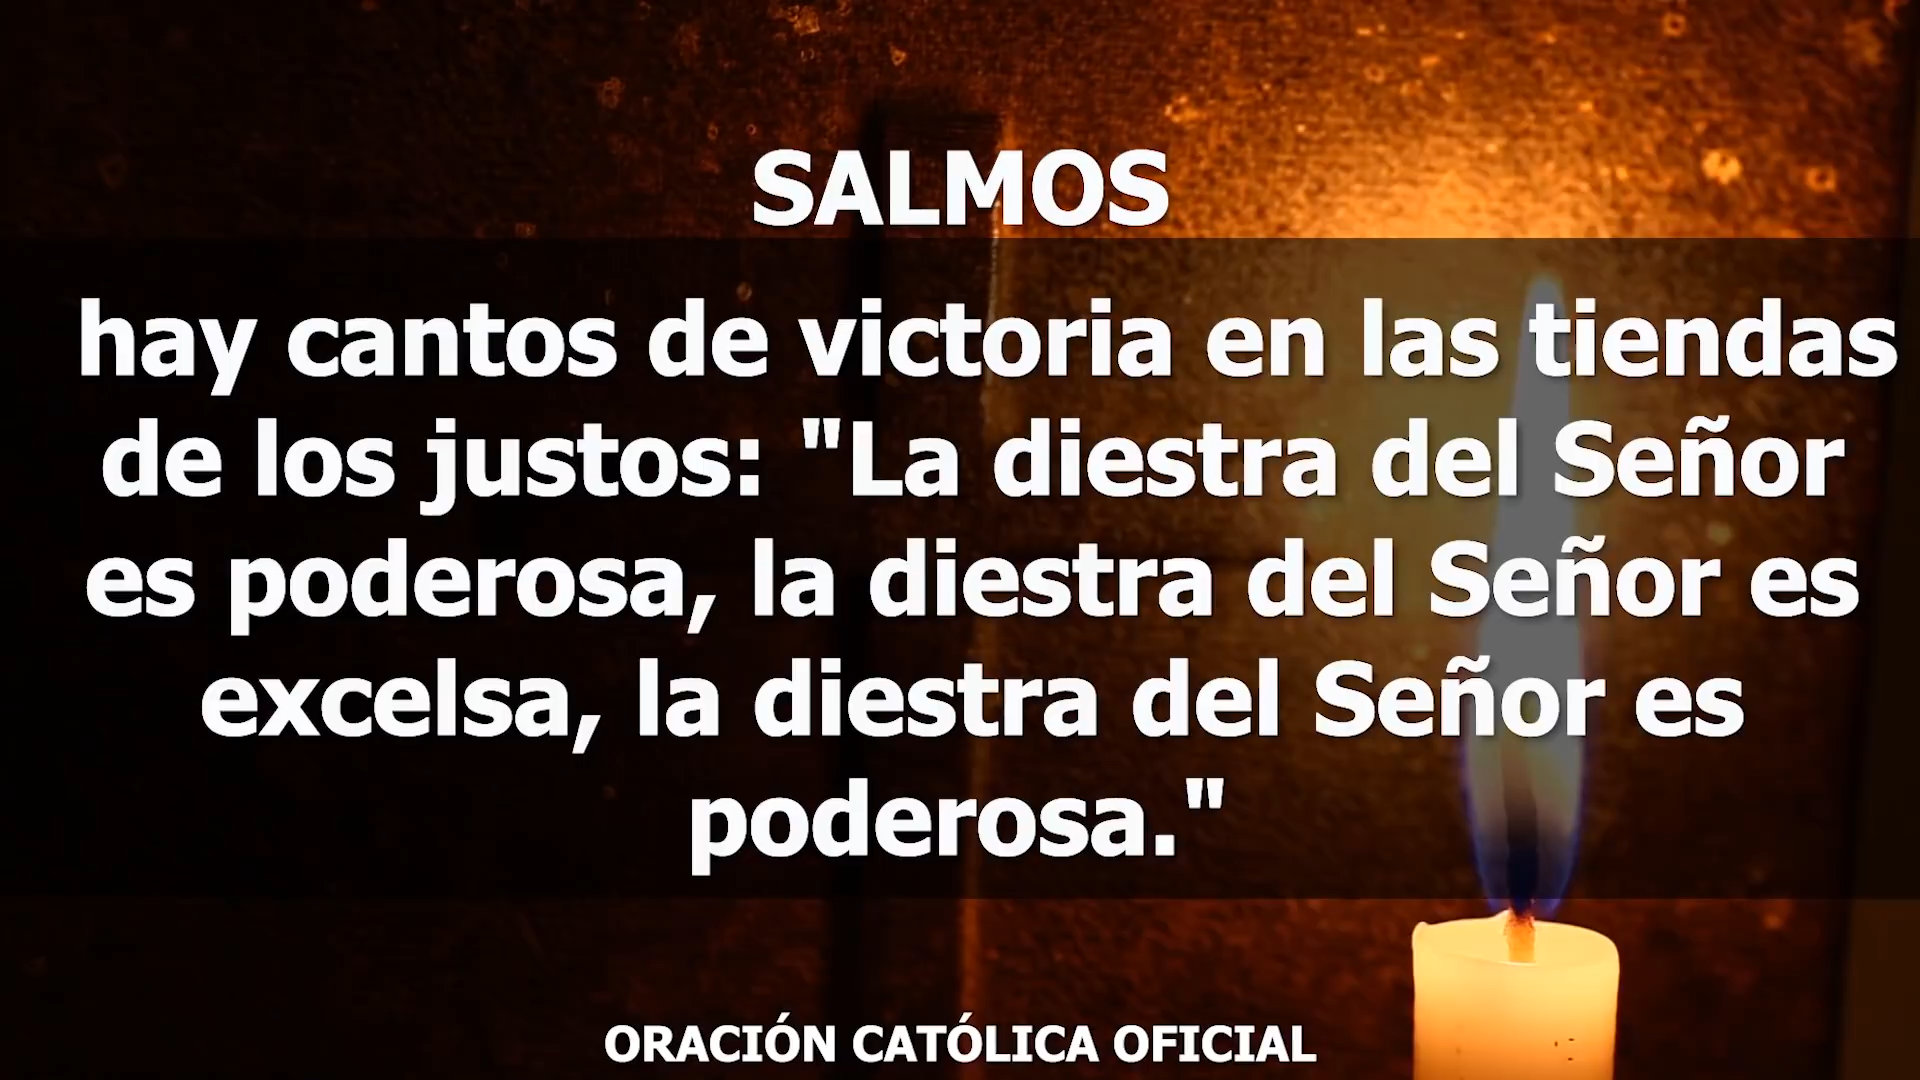 SALMOS
hay cantos de victoria en las tiendas
de los justos: "La diestra del Señor
es poderosa, la diestra del Señor es
excelsa, la diestra del Señor es
poderosa."
ORACIÓN CATÓLICA OFICIAL